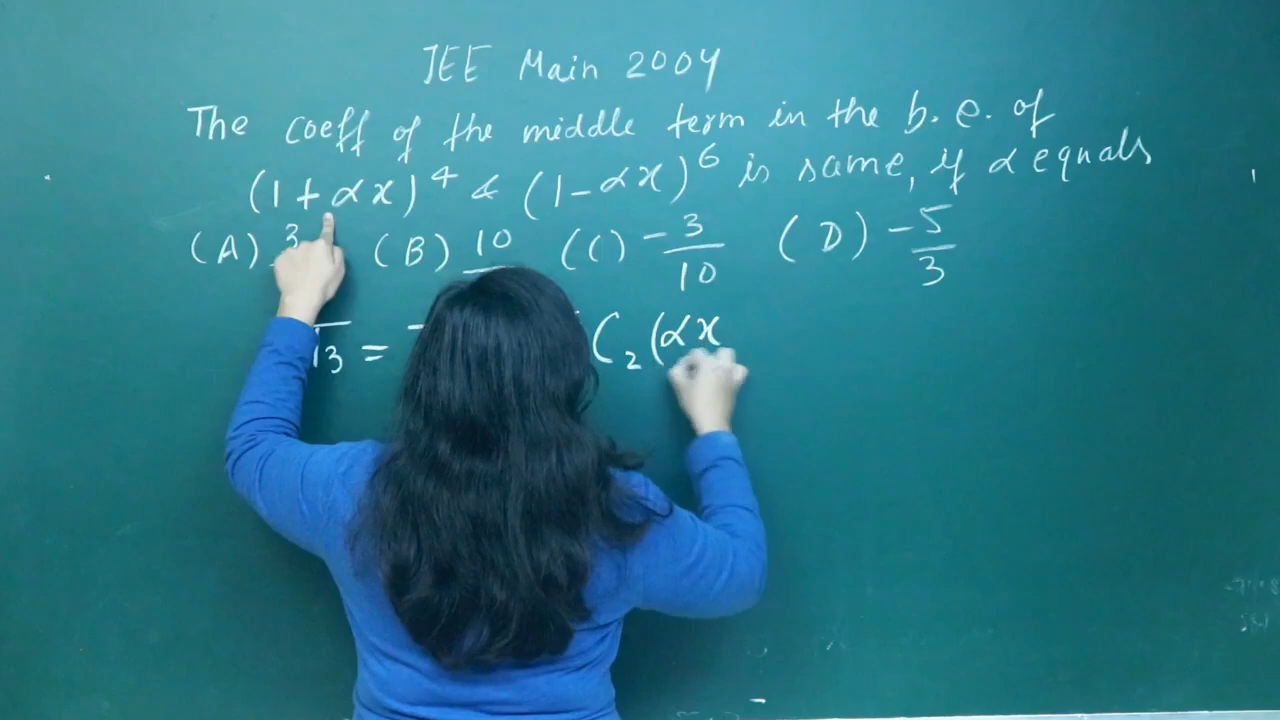 JEE Main 2004
The coeff of the middle term in the b. e. of
(1 + αx)^4 & (1 - αx)^6 is same, if α equals
(A) 3 (B) 10 (C) -3/10 (D) -5/3
T3 = C2 (αx